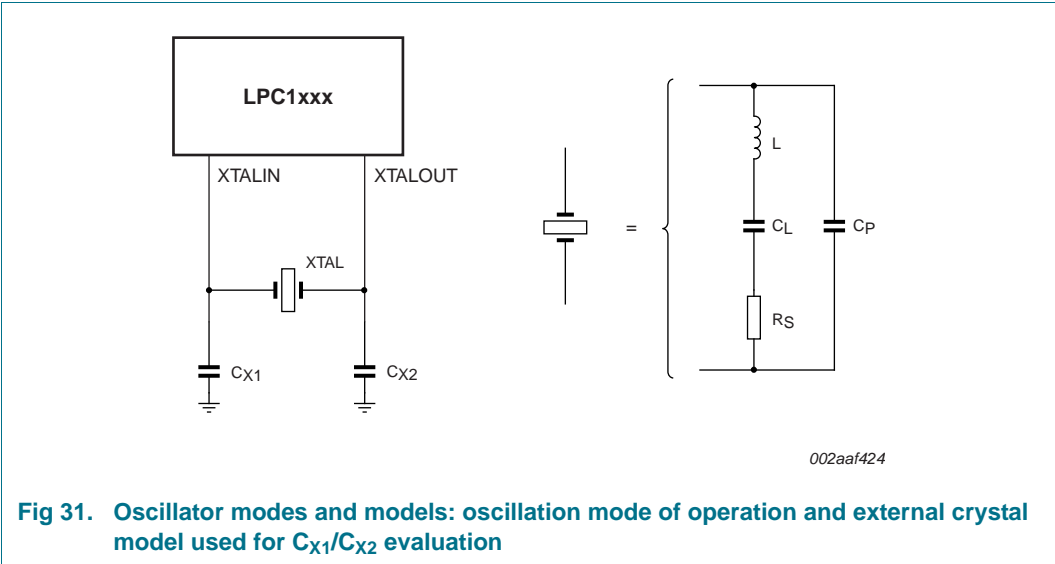 LPC1xxx
XTALIN XTALOUT
XTAL
CX1 CX2
=
L
CL CP
RS
002aaf424
Fig 31. Oscillator modes and models: oscillation mode of operation and external crystal
model used for CX1/CX2 evaluation